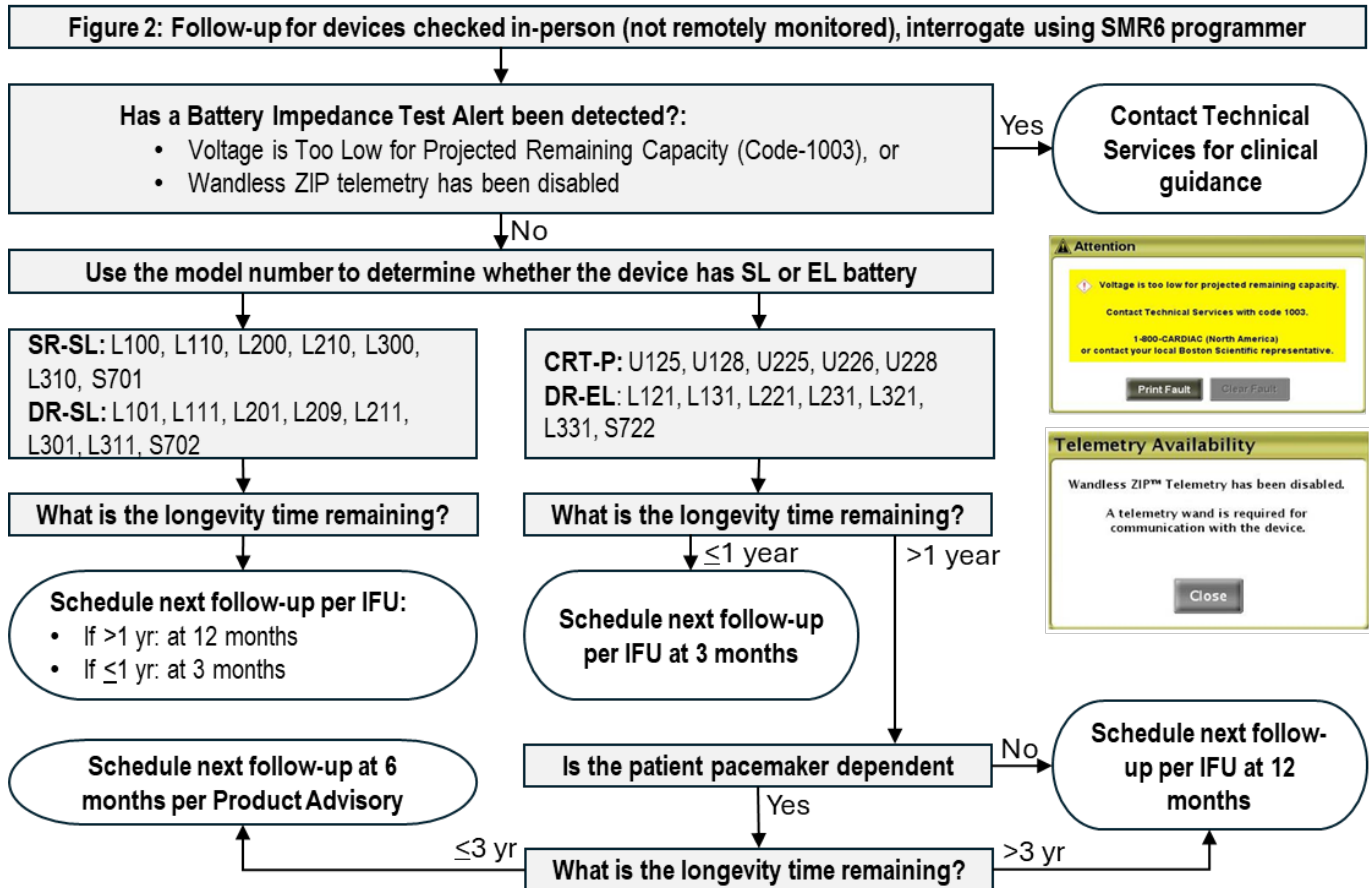 Figure 2: Follow-up for devices checked in-person (not remotely monitored), interrogate using SMR6 programmer
Has a Battery Impedance Test Alert been detected?:
• Voltage is Too Low for Projected Remaining Capacity (Code-1003), or
• Wandless ZIP telemetry has been disabled
Yes
Contact Technical
Services for clinical
guidance
No
Use the model number to determine whether the device has SL or EL battery
Attention
Voltage is too low for projected remaining capacity.
Contact Technical Services with code 1003.
1-800-CARDIAC (North America)
or contact your local Boston Scientific representative.
Print Fault
Clear Fault
SR-SL: L100, L110, L200, L210, L300,
L310, S701
DR-SL: L101, L111, L201, L209, L211,
L301, L311, S702
CRT-P: U125, U128, U225, U226, U228
DR-EL: L121, L131, L221, L231, L321,
L331, S722
Telemetry Availability
Wandless ZIP™ Telemetry has been disabled.
A telemetry wand is required for
communication with the device.
Close
What is the longevity time remaining?
What is the longevity time remaining?
≤1 year
>1 year
Schedule next follow-up per IFU:
• If >1 yr: at 12 months
• If ≤1 yr: at 3 months
Schedule next follow-up
per IFU at 3 months
Is the patient pacemaker dependent
No
Schedule next follow-
up per IFU at 12
months
Yes
Schedule next follow-up at 6
months per Product Advisory
≤3 yr
What is the longevity time remaining?
>3 yr